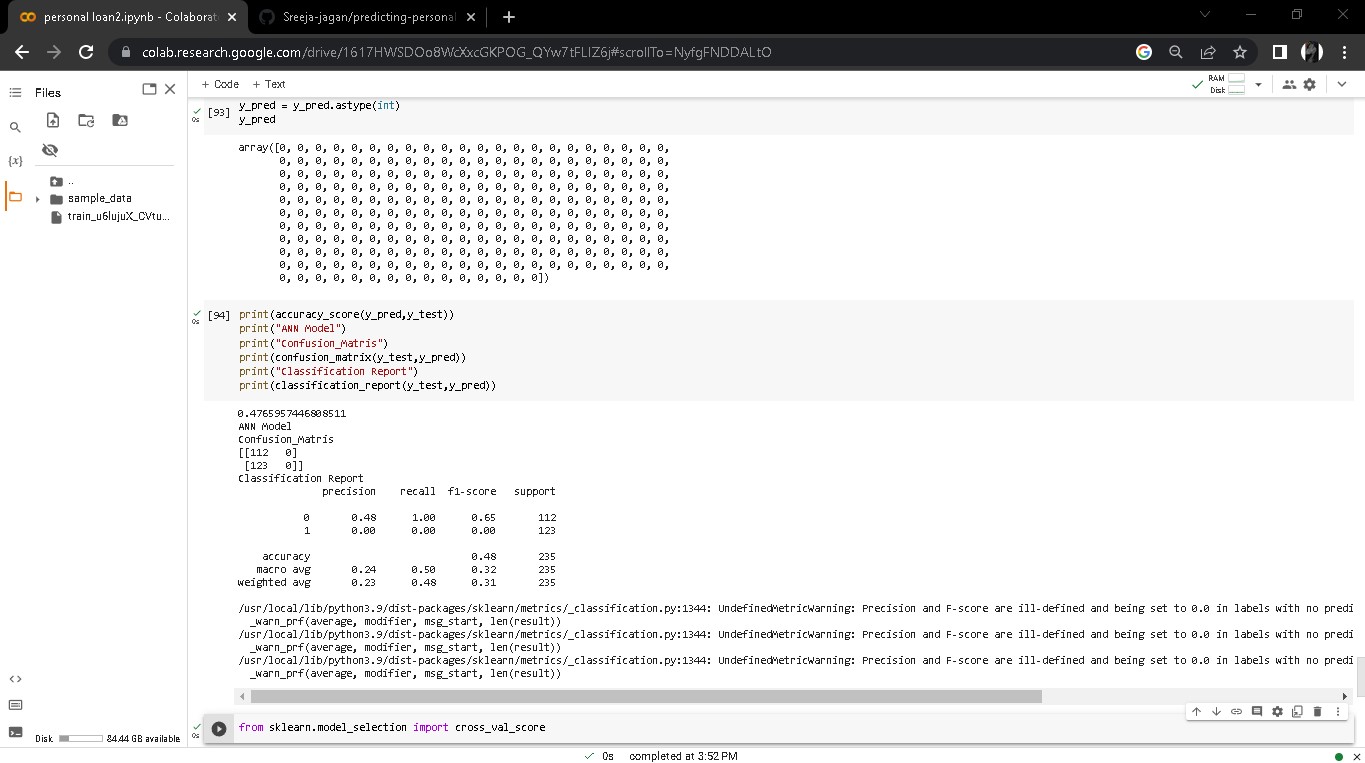 personal loan2.ipynb - Colaborat
Sreeja-jagan/predicting-personal
colab.research.google.com/drive/1617HWSDOo8WcXxcGKPOG_QYw7tFLIZ6j#scrollTo=NyfgFNDDALtO
Files
+ Code + Text
RAM
Disk
{x}
..
sample_data
train_u6lujuX_CVtu...
0s
[93] y_pred = y_pred.astype(int)
y_pred
array([0, 0, 0, 0, 0, 0, 0, 0, 0, 0, 0, 0, 0, 0, 0, 0, 0, 0, 0, 0, 0, 0,
0, 0, 0, 0, 0, 0, 0, 0, 0, 0, 0, 0, 0, 0, 0, 0, 0, 0, 0, 0, 0, 0,
0, 0, 0, 0, 0, 0, 0, 0, 0, 0, 0, 0, 0, 0, 0, 0, 0, 0, 0, 0, 0, 0,
0, 0, 0, 0, 0, 0, 0, 0, 0, 0, 0, 0, 0, 0, 0, 0, 0, 0, 0, 0, 0, 0,
0, 0, 0, 0, 0, 0, 0, 0, 0, 0, 0, 0, 0, 0, 0, 0, 0, 0, 0, 0, 0, 0,
0, 0, 0, 0, 0, 0, 0, 0, 0, 0, 0, 0, 0, 0, 0, 0, 0, 0, 0, 0, 0, 0,
0, 0, 0, 0, 0, 0, 0, 0, 0, 0, 0, 0, 0, 0, 0, 0, 0, 0, 0, 0, 0, 0,
0, 0, 0, 0, 0, 0, 0, 0, 0, 0, 0, 0, 0, 0, 0, 0, 0, 0, 0, 0, 0, 0,
0, 0, 0, 0, 0, 0, 0, 0, 0, 0, 0, 0, 0, 0, 0, 0, 0, 0, 0, 0, 0, 0,
0, 0, 0, 0, 0, 0, 0, 0, 0, 0, 0, 0, 0, 0, 0, 0, 0, 0, 0, 0, 0, 0,
0, 0, 0, 0, 0, 0, 0, 0, 0, 0, 0, 0, 0, 0, 0])
0s
[94] print(accuracy_score(y_pred,y_test))
print("ANN Model")
print("Confusion_Matris")
print(confusion_matrix(y_test,y_pred))
print("Classification Report")
print(classification_report(y_test,y_pred))
0.4765957446808511
ANN Model
Confusion_Matris
[[112 0]
[123 0]]
Classification Report
precision recall f1-score support
0 0.48 1.00 0.65 112
1 0.00 0.00 0.00 123
accuracy 0.48 235
macro avg 0.24 0.50 0.32 235
weighted avg 0.23 0.48 0.31 235
/usr/local/lib/python3.9/dist-packages/sklearn/metrics/_classification.py:1344: UndefinedMetricWarning: Precision and F-score are ill-defined and being set to 0.0 in labels with no predi
_warn_prf(average, modifier, msg_start, len(result))
/usr/local/lib/python3.9/dist-packages/sklearn/metrics/_classification.py:1344: UndefinedMetricWarning: Precision and F-score are ill-defined and being set to 0.0 in labels with no predi
_warn_prf(average, modifier, msg_start, len(result))
/usr/local/lib/python3.9/dist-packages/sklearn/metrics/_classification.py:1344: UndefinedMetricWarning: Precision and F-score are ill-defined and being set to 0.0 in labels with no predi
_warn_prf(average, modifier, msg_start, len(result))
0s
from sklearn.model_selection import cross_val_score
Disk 84.44 GB available
0s completed at 3:52 PM